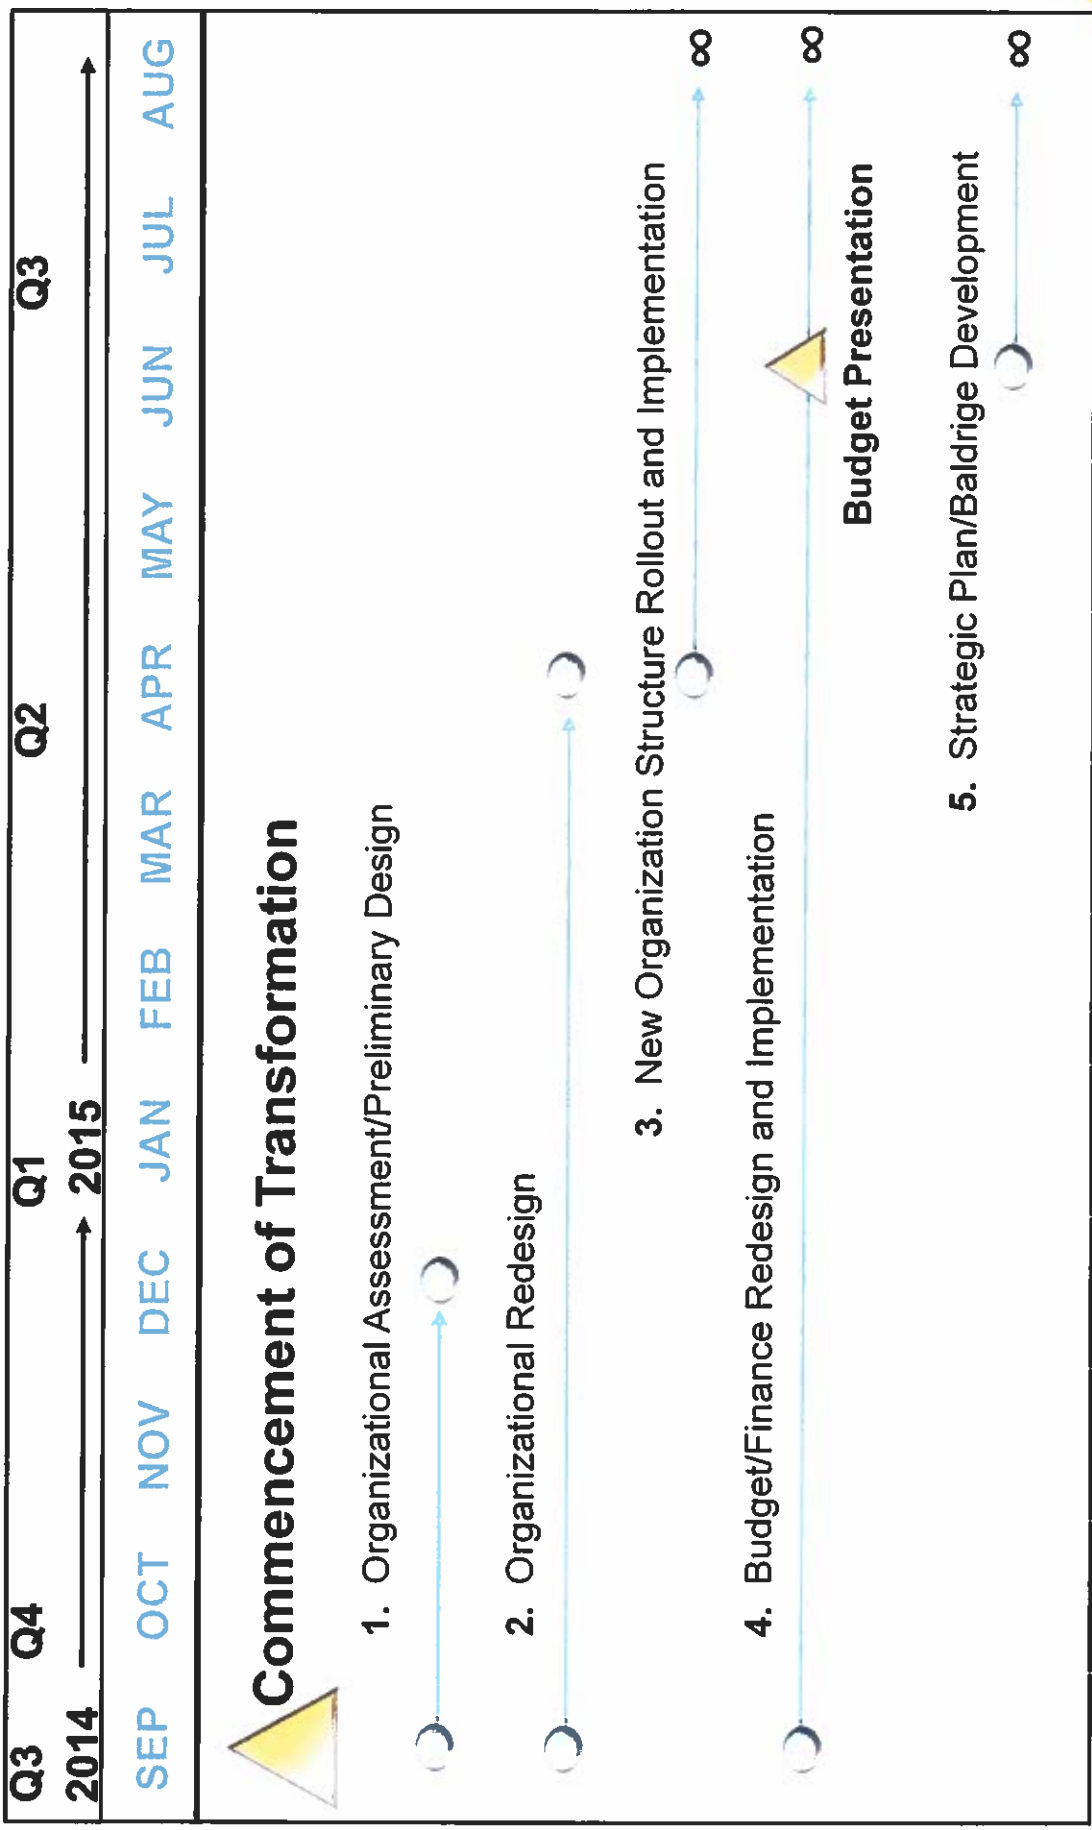 Q3 Q4 Q1 Q2 Q3
2014 2015
SEP OCT NOV DEC JAN FEB MAR APR MAY JUN JUL AUG
Commencement of Transformation
1. Organizational Assessment/Preliminary Design
2. Organizational Redesign
3. New Organization Structure Rollout and Implementation
∞
4. Budget/Finance Redesign and Implementation
∞
Budget Presentation
5. Strategic Plan/Baldrige Development
∞